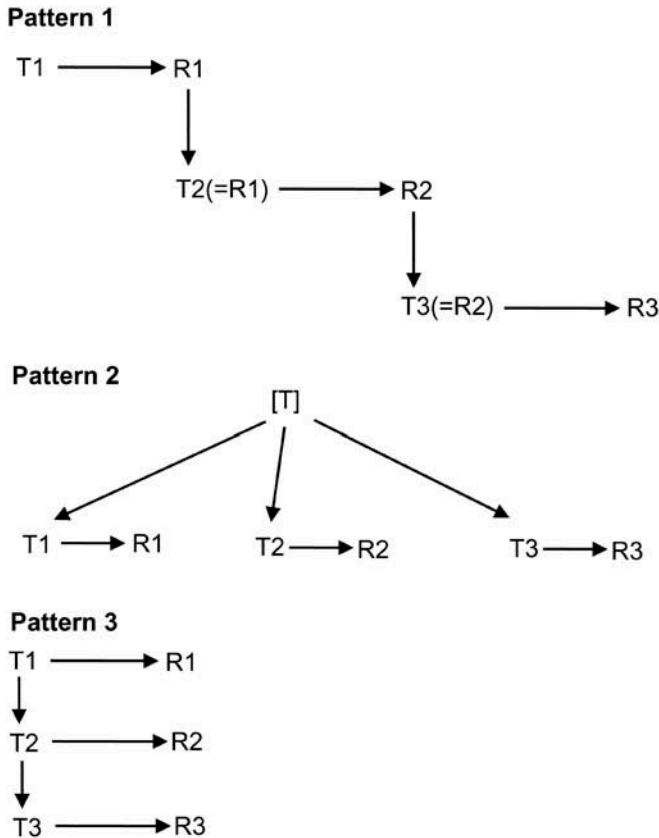 Pattern 1
T1 R1
T2(=R1) R2
T3(=R2) R3
Pattern 2
[T]
T1 R1 T2 R2 T3 R3
Pattern 3
T1 R1
T2 R2
T3 R3